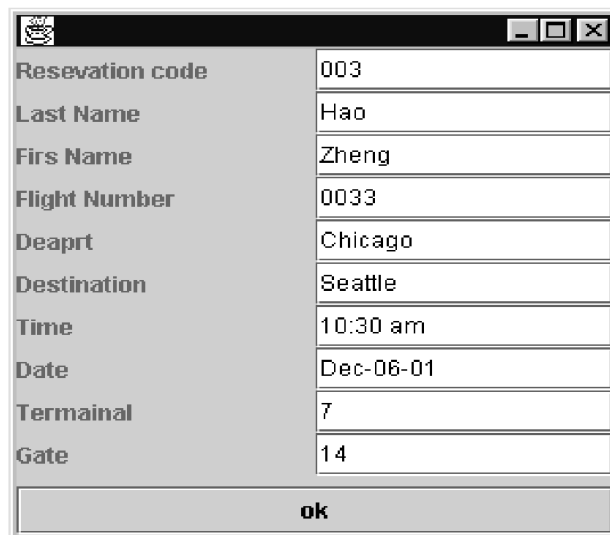 Resevation code 003
Last Name Hao
Firs Name Zheng
Flight Number 0033
Deaprt Chicago
Destination Seattle
Time 10:30 am
Date Dec-06-01
Termainal 7
Gate 14
ok